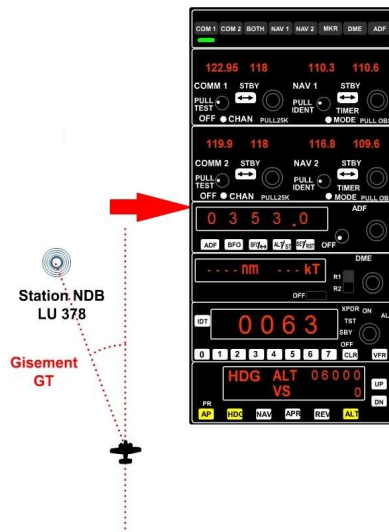 COM 1 COM 2 BOTH NAV 1 NAV 2 MKR DME ADF
122.95 118 110.3 110.6
COMM 1 STBY NAV 1 STBY
PULL TEST PULL IDENT TIMER
OFF CHAN PULL25K MODE PULL OBS
119.9 118 116.8 109.6
COMM 2 STBY NAV 2 STBY
PULL TEST PULL IDENT TIMER
OFF CHAN PULL25K MODE PULL OBS
0 3 5 3 .0 ADF
ADF BFO OFF
----nm ---kT DME
R1
R2
OFF
Station NDB
LU 378
Gisement
GT
IDT 0063 XPDR ON AL
TST
SBY
OFF
0 1 2 3 4 5 6 7 CLR VFR
HDG ALT 06000 UP
VS 0 DN
PR
AP HDG NAV APR REV ALT